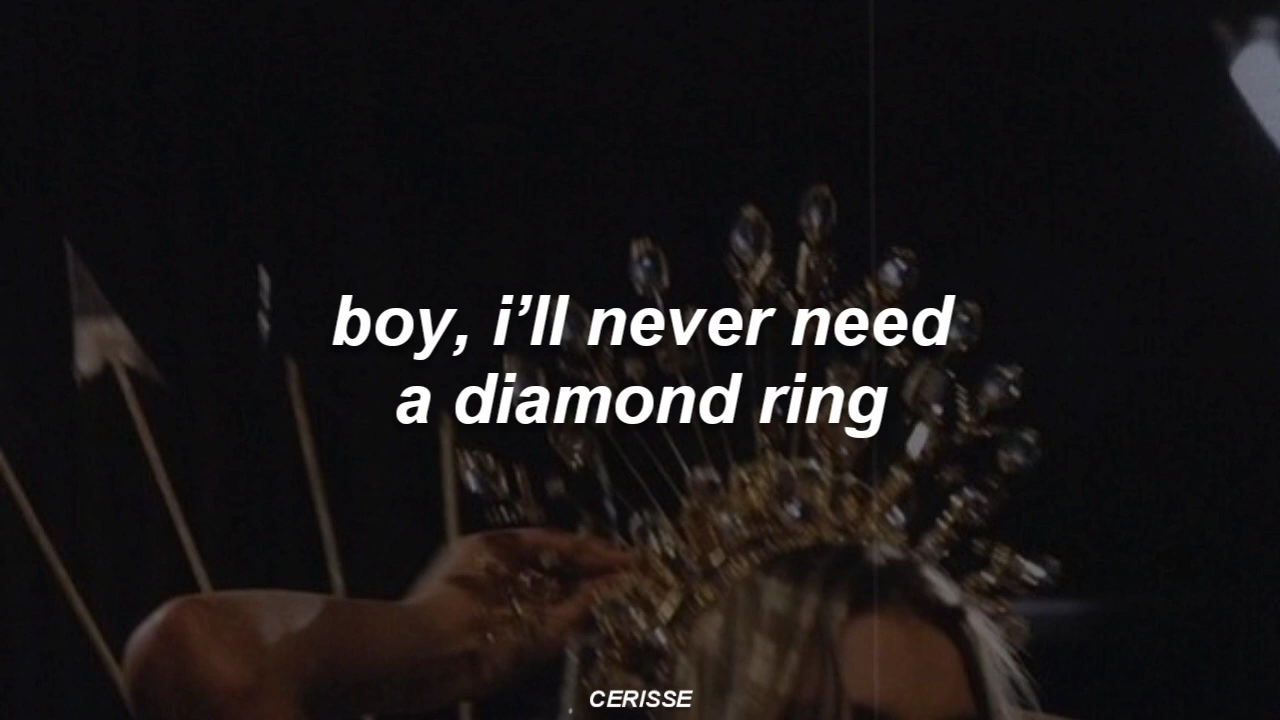 boy, i’ll never need
a diamond ring
CERISSE